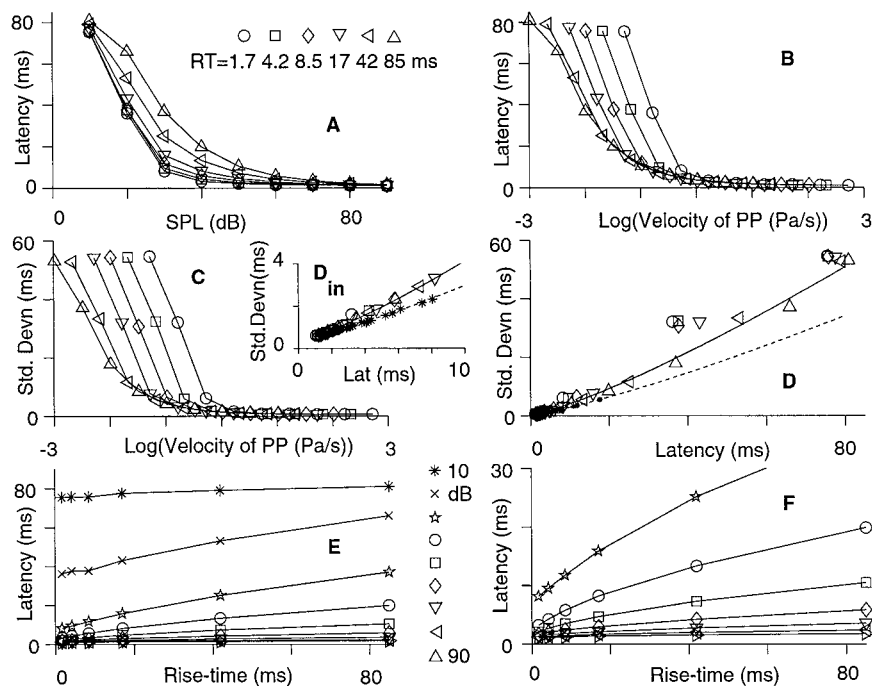 80
Latency (ms)
0
RT=1.7 4.2 8.5 17 42 85 ms
A
0
SPL (dB)
80
80
Latency (ms)
0
B
-3
Log(Velocity of PP (Pa/s))
3
60
Std. Devn (ms)
0
C
-3
Log(Velocity of PP (Pa/s))
3
4
Std.Devn(ms)
0
D in
0
Lat (ms)
10
60
Std. Devn (ms)
0
D
0
Latency (ms)
80
80
Latency (ms)
0
E
0
Rise-time (ms)
80
10
dB
90
30
Latency (ms)
0
F
0
Rise-time (ms)
80